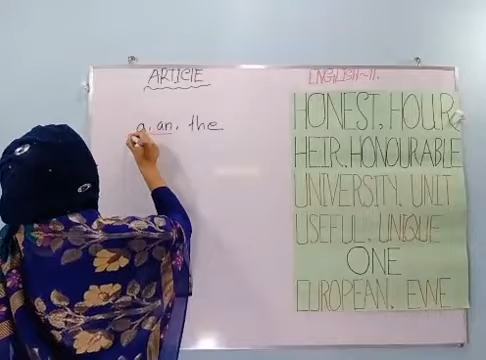 ARTICLE
a, an, the
ENGLISH-II.
HONEST, HOUR
HEIR, HONOURABLE
UNIVERSITY, UNIT
USEFUL, UNIQUE
ONE
EUROPEAN, EWE